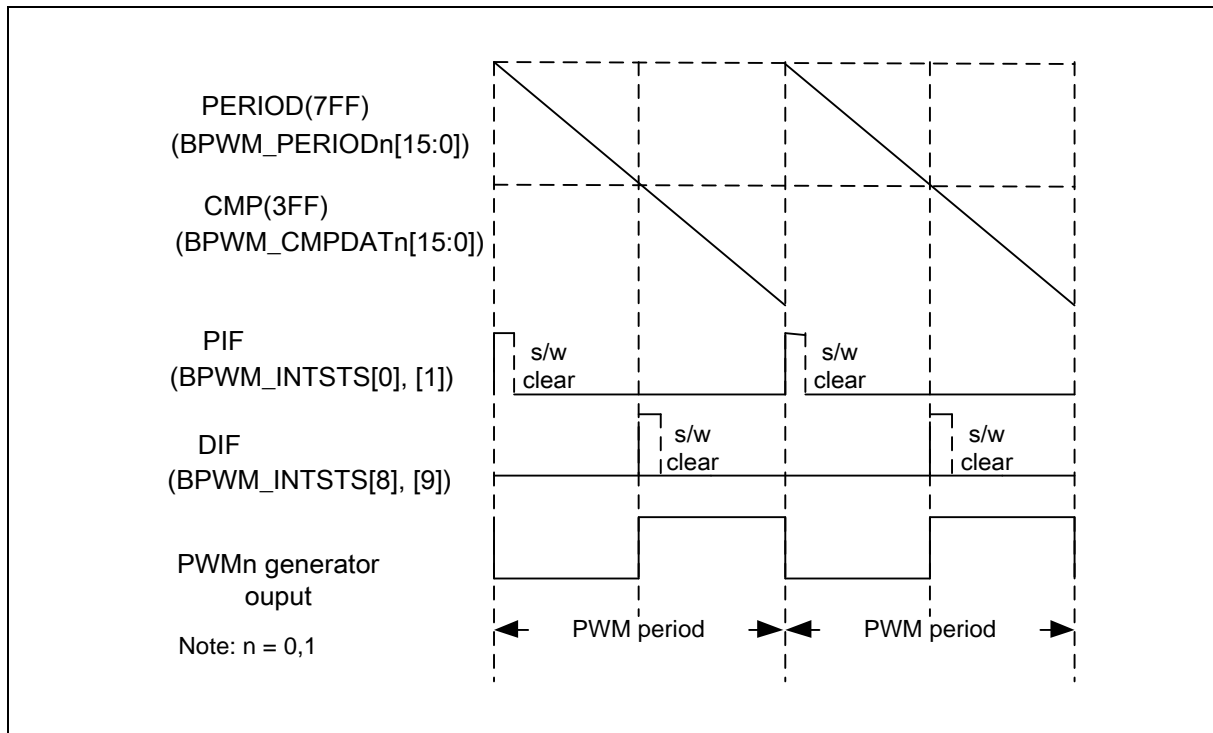 PERIOD(7FF)
(BPWM_PERIODn[15:0])
CMP(3FF)
(BPWM_CMPDATn[15:0])
PIF
(BPWM_INTSTS[0], [1])
s/w
clear
s/w
clear
DIF
(BPWM_INTSTS[8], [9])
s/w
clear
s/w
clear
PWMn generator
ouput
PWM period
PWM period
Note: n = 0,1